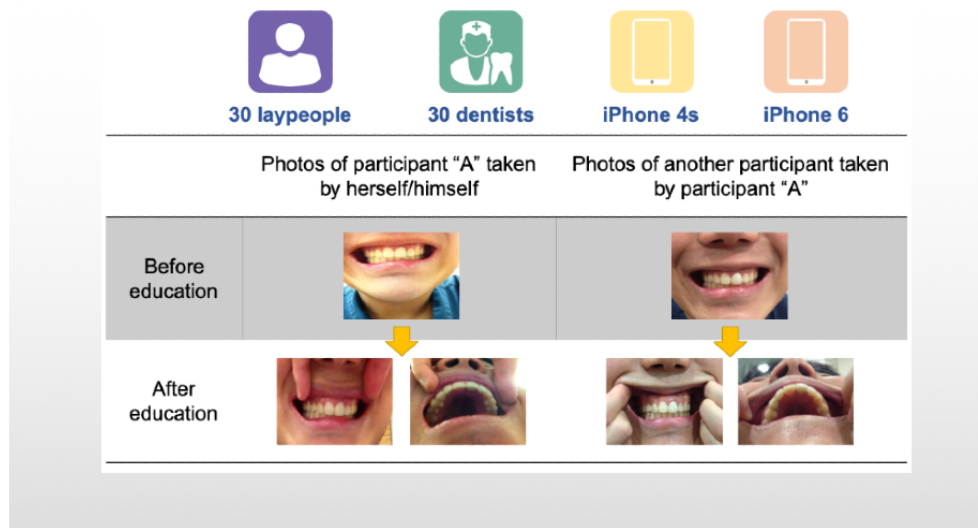 30 laypeople
30 dentists
iPhone 4s
iPhone 6
Photos of participant “A” taken
by herself/himself
Photos of another participant taken
by participant “A”
Before
education
After
education